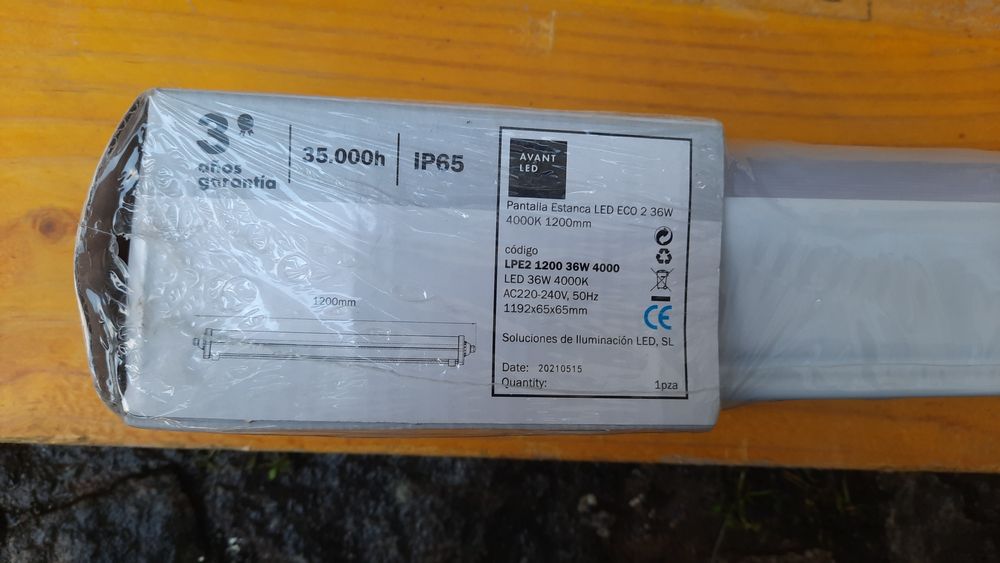 3
años
garantía
35.000h
IP65
1200mm
AVANT
LED
Pantalla Estanca LED ECO 2 36W
4000K 1200mm
código
LPE2 1200 36W 4000
LED 36W 4000K
AC220-240V, 50Hz
1192x65x65mm
CE
Soluciones de Iluminación LED, SL
Date: 20210515
Quantity: 1pza